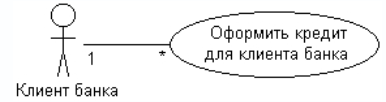 Оформить кредит
для клиента банка
1
*
Клиент банка